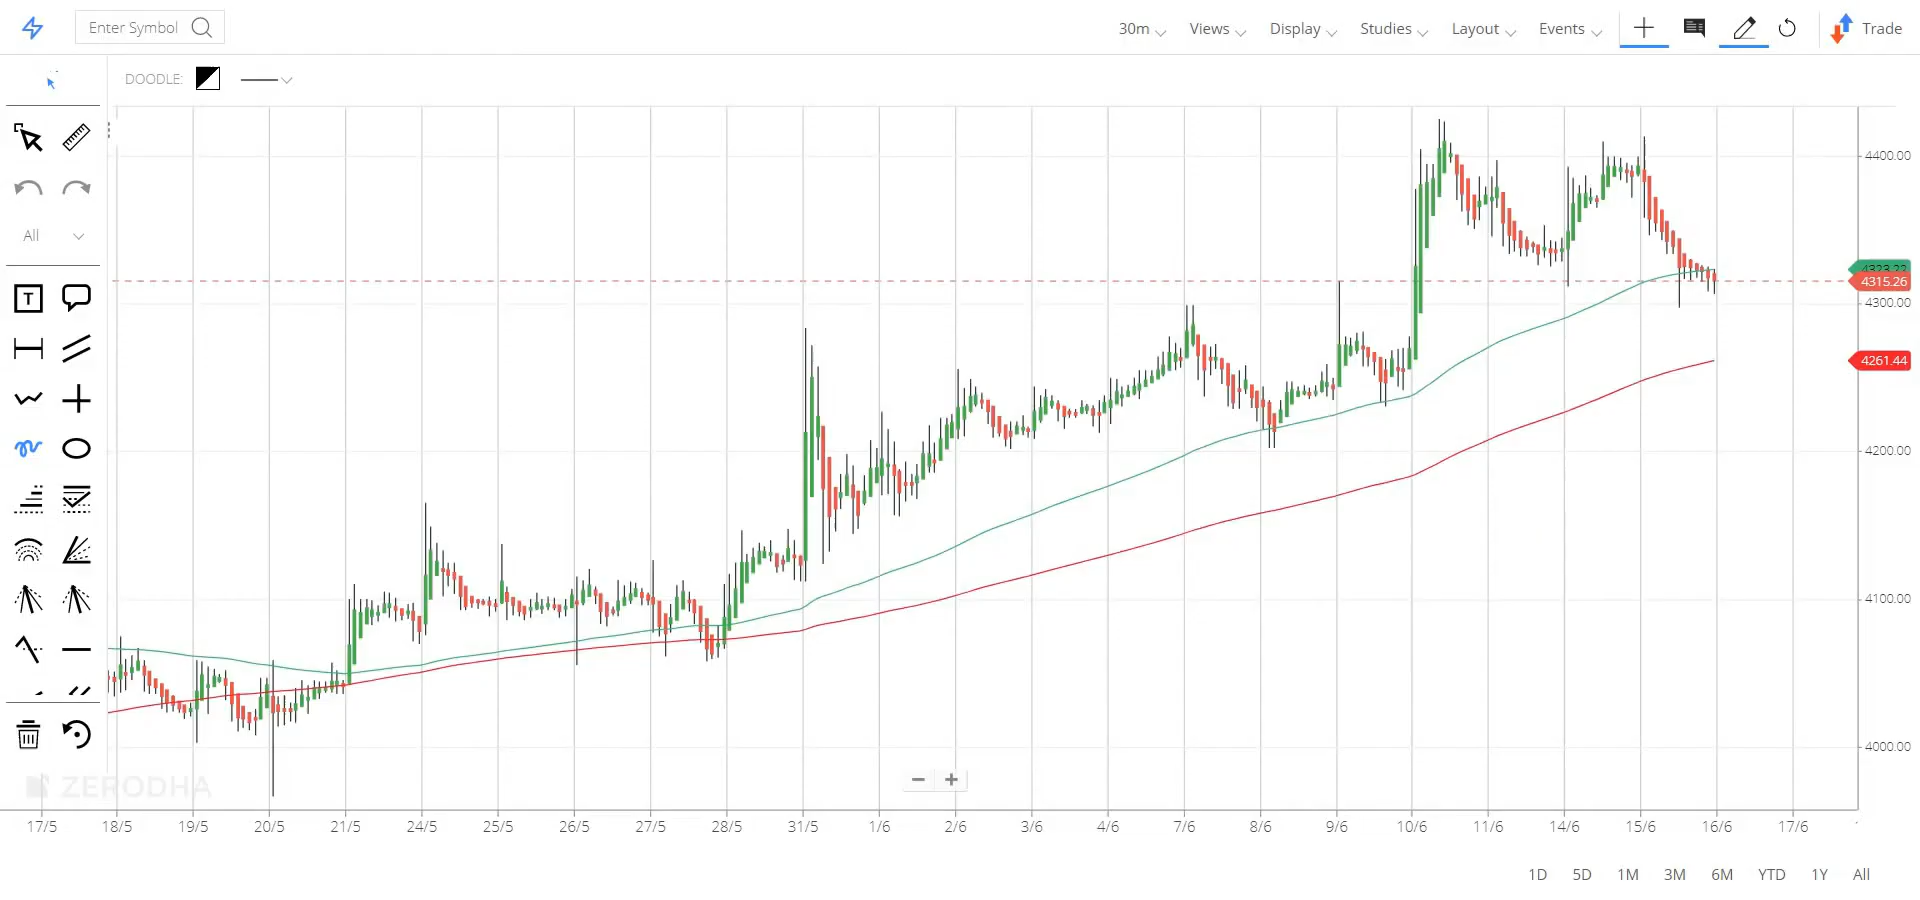 Enter Symbol
30m Views Display Studies Layout Events Trade
DOODLE:
All
T
4400.00
4323.22
4315.26
4300.00
4261.44
4200.00
4100.00
4000.00
ZERODHA
17/5 18/5 19/5 20/5 21/5 24/5 25/5 26/5 27/5 28/5 31/5 1/6 2/6 3/6 4/6 7/6 8/6 9/6 10/6 11/6 14/6 15/6 16/6 17/6
1D 5D 1M 3M 6M YTD 1Y All